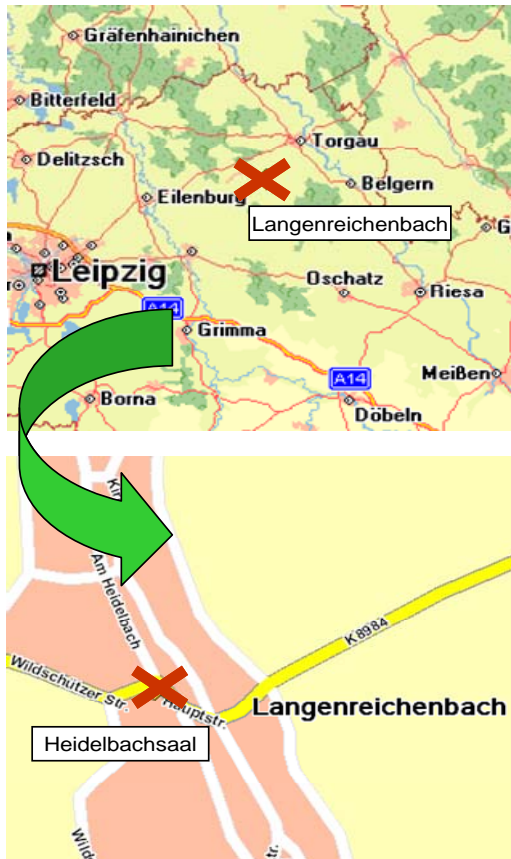 Gräfenhainichen
Bitterfeld
Torgau
Delitzsch
Eilenburg
Belgern
Langenreichenbach
G
Leipzig
Oschatz
Riesa
A14
Grimma
Meißen
A14
Borna
Döbeln
Am Heidelbach
K 8984
Wildschützer Str.
Hauptstr.
Langenreichenbach
Heidelbachsaal